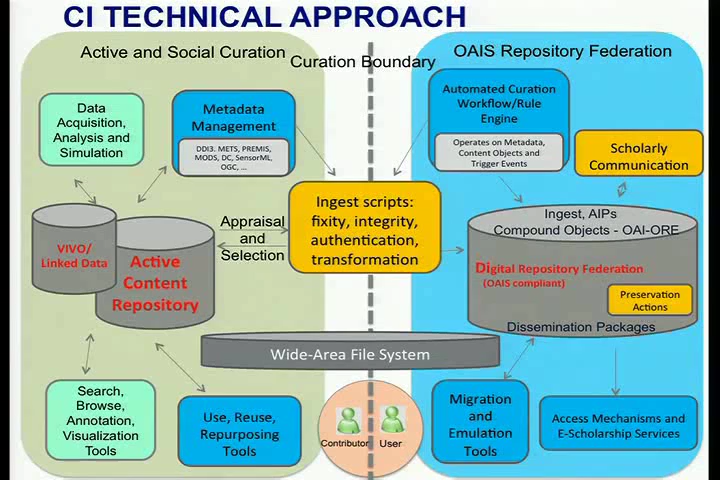 CI TECHNICAL APPROACH
Active and Social Curation
Curation Boundary
OAIS Repository Federation
Data
Acquisition,
Analysis and
Simulation
Metadata
Management
DDI3. METS, PREMIS,
MODS, DC, SensorML,
OGC, ...
Automated Curation
Workflow/Rule
Engine
Operates on Metadata,
Content Objects and
Trigger Events
Scholarly
Communication
VIVO/
Linked Data
Active
Content
Repository
Appraisal
and
Selection
Ingest scripts:
fixity, integrity,
authentication,
transformation
Ingest, AIPs
Compound Objects - OAI-ORE
Digital Repository Federation
(OAIS compliant)
Preservation
Actions
Dissemination Packages
Wide-Area File System
Search,
Browse,
Annotation,
Visualization
Tools
Use, Reuse,
Repurposing
Tools
Contributor
User
Migration
and
Emulation
Tools
Access Mechanisms and
E-Scholarship Services